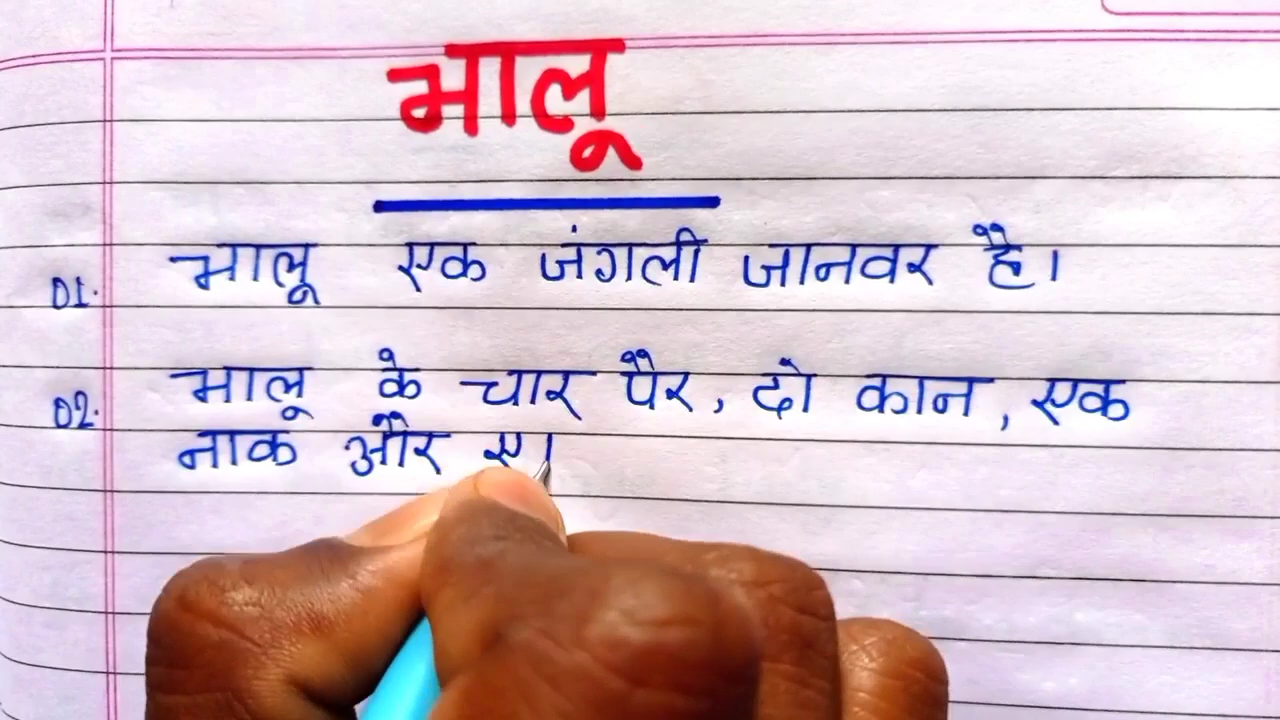 भालू
01. भालू एक जंगली जानवर है।
02. भालू के चार पैर, दो कान, एक
नाक और